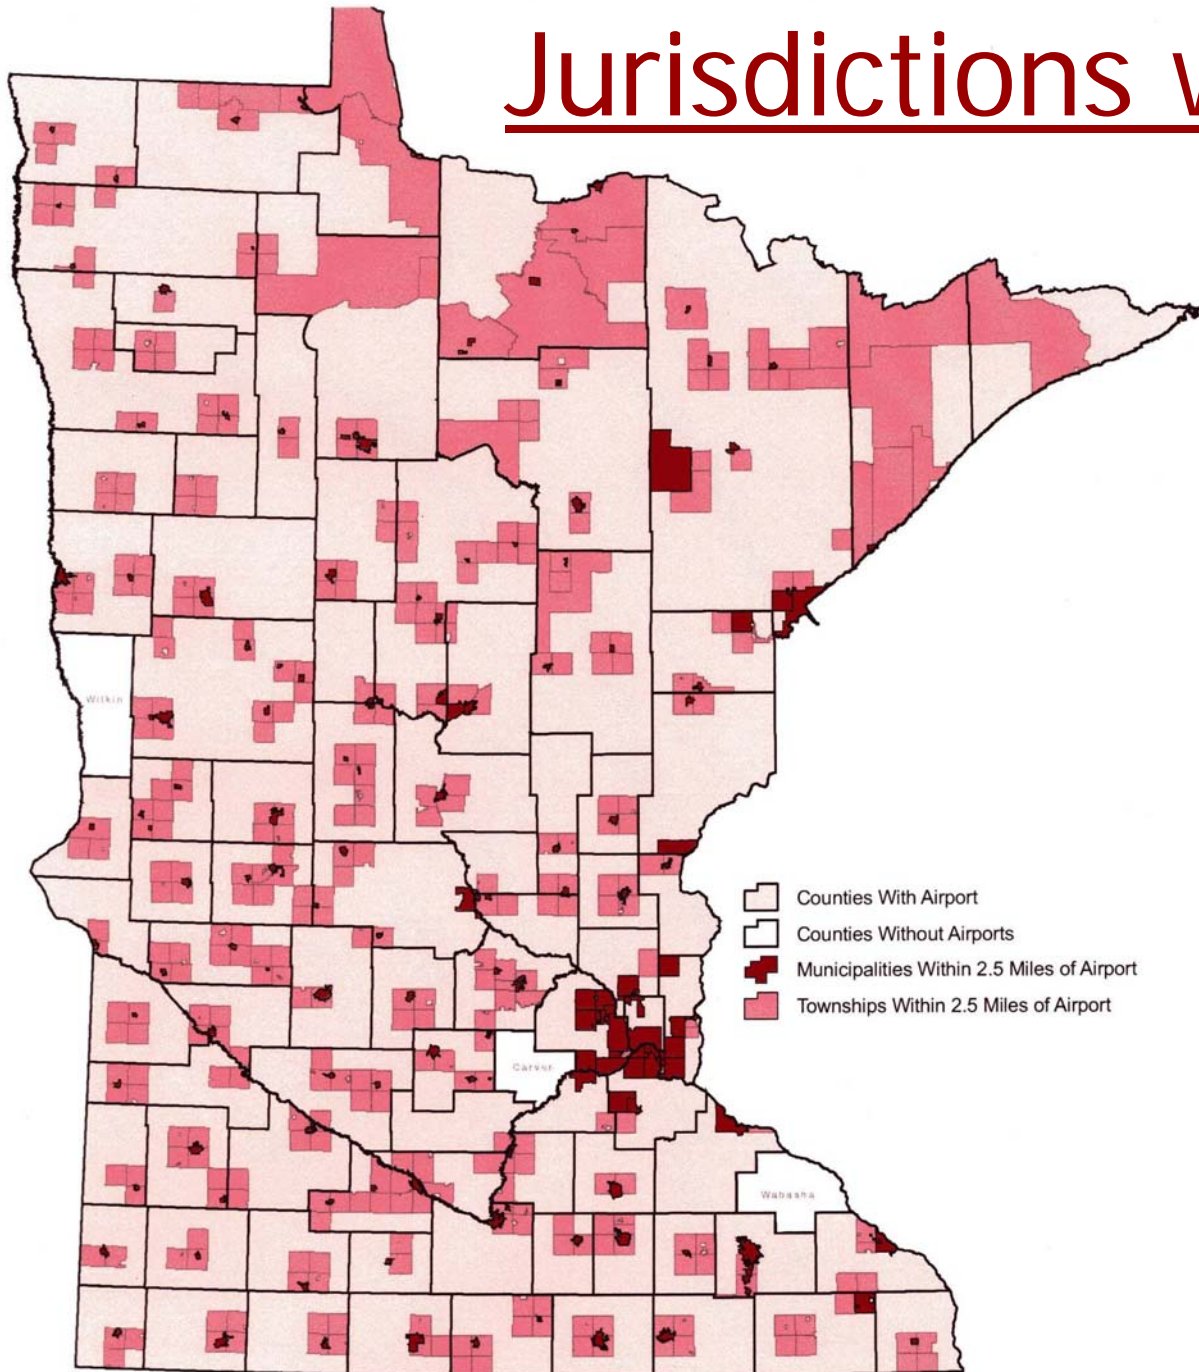 Jurisdictions w
Wilkin
Counties With Airport
Counties Without Airports
Municipalities Within 2.5 Miles of Airport
Townships Within 2.5 Miles of Airport
Carver
Wabasha